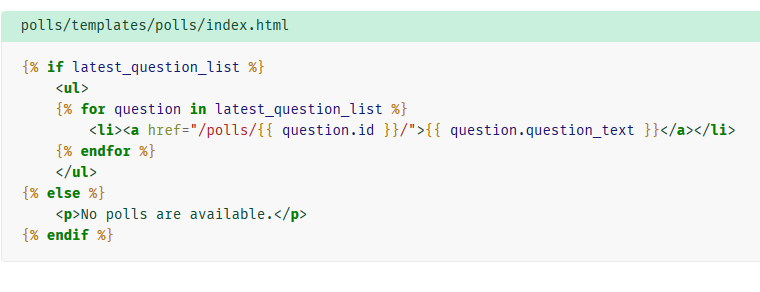 polls/templates/polls/index.html
{% if latest_question_list %}
    <ul>
    {% for question in latest_question_list %}
        <li><a href="/polls/{{ question.id }}/">{{ question.question_text }}</a></li>
    {% endfor %}
    </ul>
{% else %}
    <p>No polls are available.</p>
{% endif %}